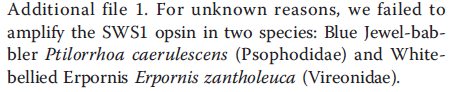 Additional file 1. For unknown reasons, we failed to
amplify the SWS1 opsin in two species: Blue Jewel-bab-
bler Ptilorrhoa caerulescens (Psophodidae) and White-
bellied Erpornis Erpornis zantholeuca (Vireonidae).